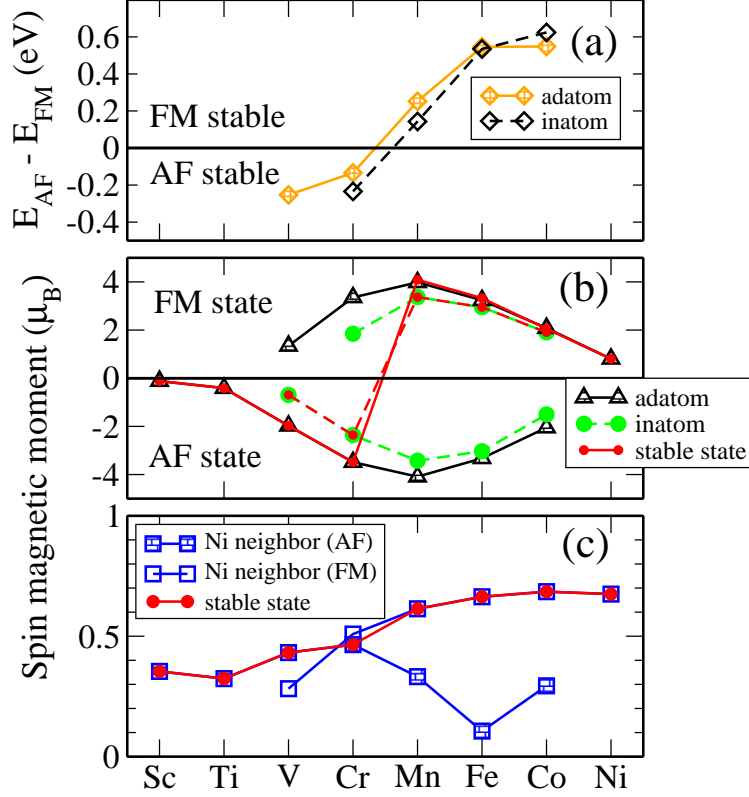 E_AF - E_FM (eV)
0.6
0.4
0.2
0
-0.2
-0.4
(a)
FM stable
AF stable
adatom
inatom
Spin magnetic moment (μ_B)
4
2
0
-2
-4
(b)
FM state
AF state
adatom
inatom
stable state
1
0.5
0
(c)
Ni neighbor (AF)
Ni neighbor (FM)
stable state
Sc Ti V Cr Mn Fe Co Ni